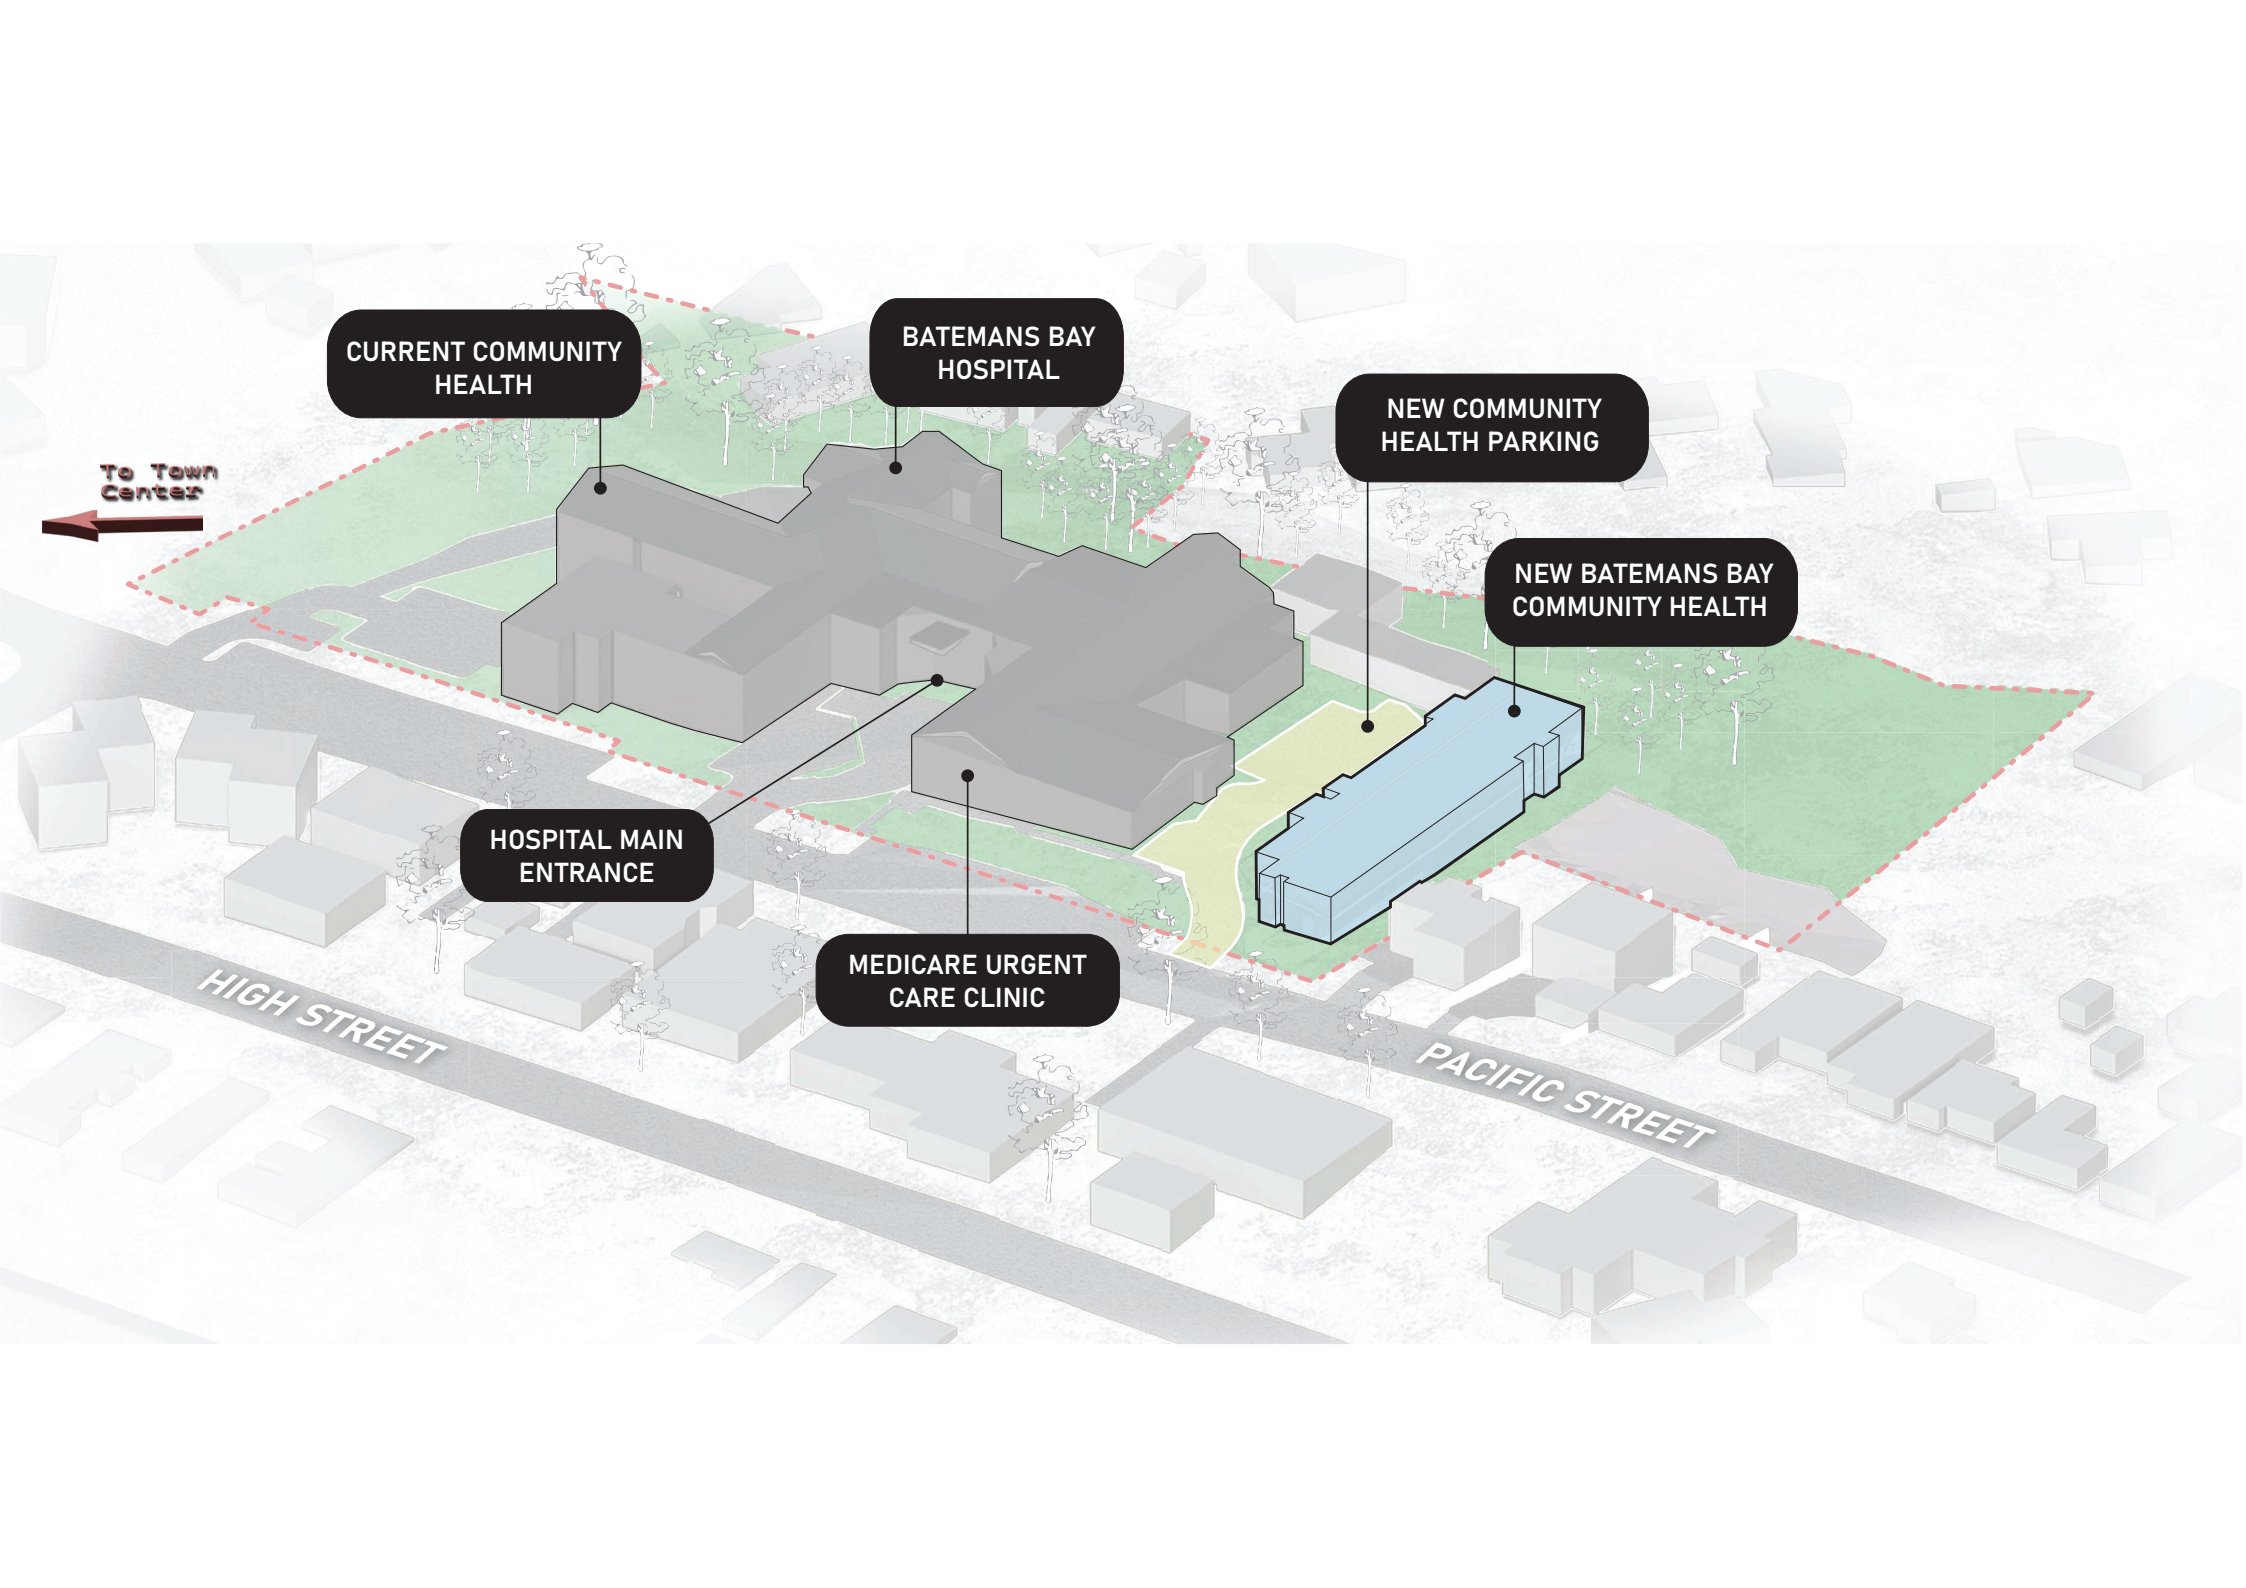 CURRENT COMMUNITY
HEALTH
BATEMANS BAY
HOSPITAL
NEW COMMUNITY
HEALTH PARKING
To Town
Center
NEW BATEMANS BAY
COMMUNITY HEALTH
HOSPITAL MAIN
ENTRANCE
MEDICARE URGENT
CARE CLINIC
HIGH STREET
PACIFIC STREET